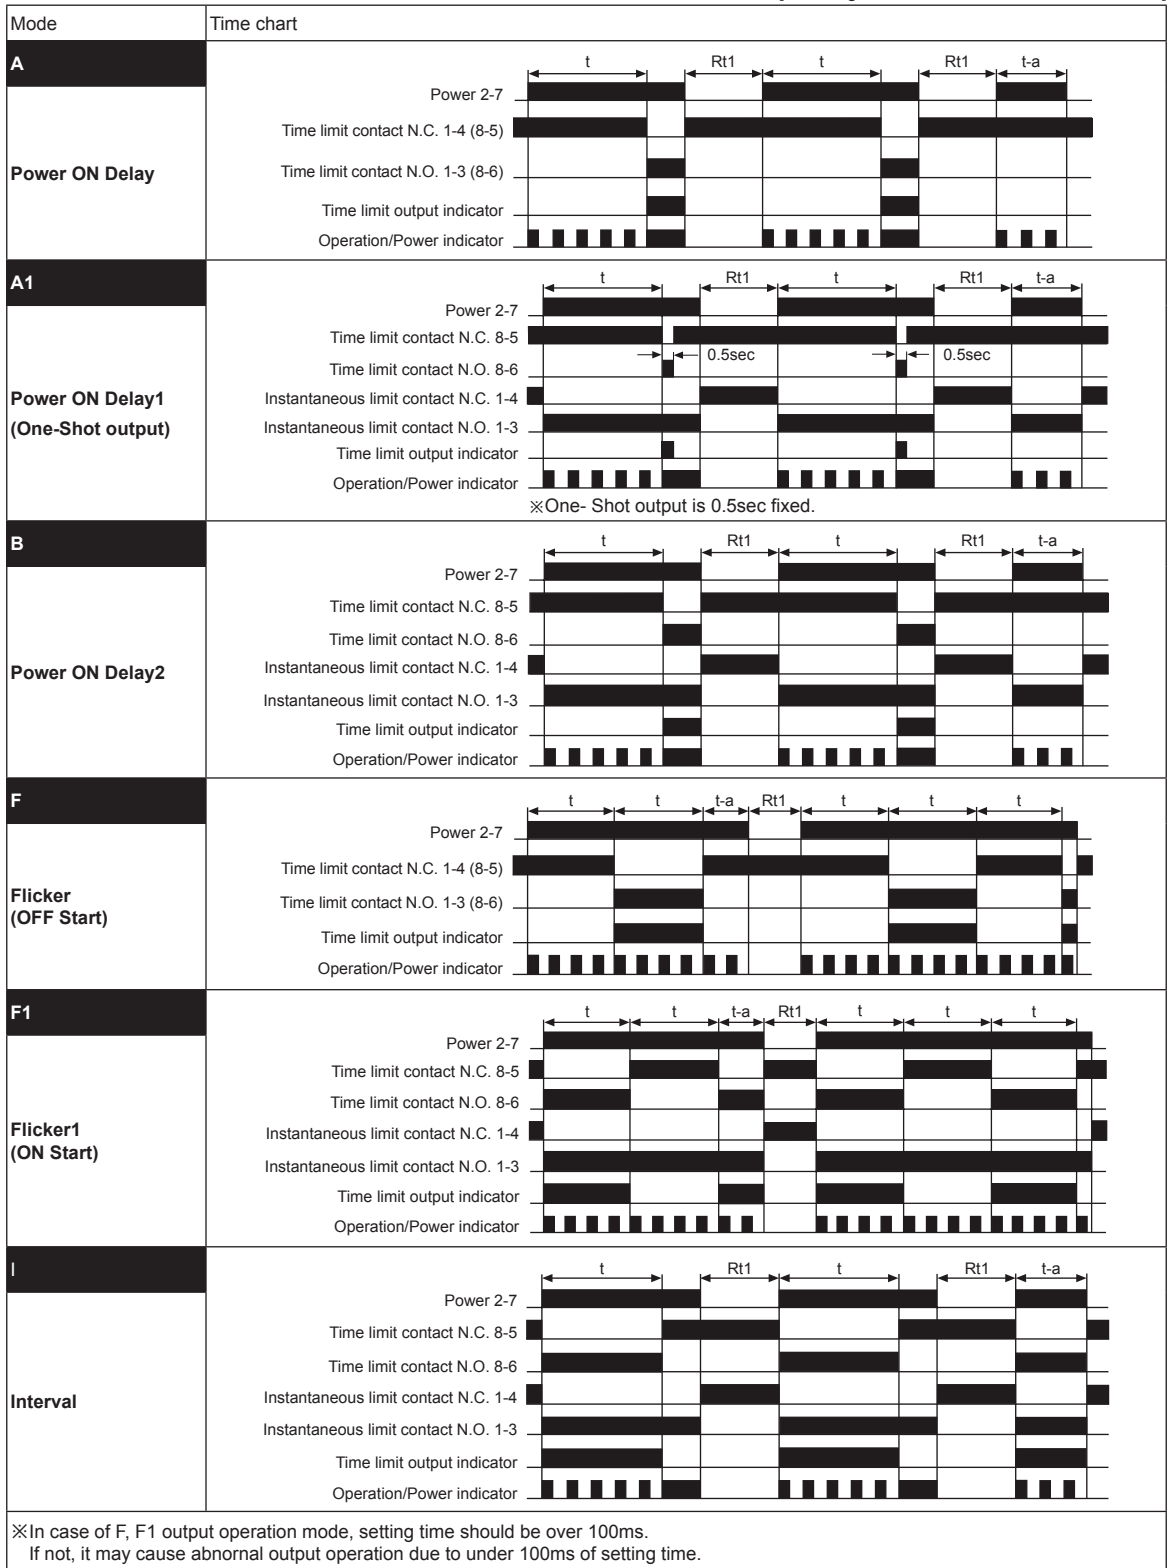 Mode Time chart
A
t Rt1 t Rt1 t-a
Power 2-7
Time limit contact N.C. 1-4 (8-5)
Power ON Delay
Time limit contact N.O. 1-3 (8-6)
Time limit output indicator
Operation/Power indicator
A1
t Rt1 t Rt1 t-a
Power 2-7
Time limit contact N.C. 8-5
0.5sec 0.5sec
Time limit contact N.O. 8-6
Power ON Delay1
(One-Shot output)
Instantaneous limit contact N.C. 1-4
Instantaneous limit contact N.O. 1-3
Time limit output indicator
Operation/Power indicator
※One- Shot output is 0.5sec fixed.
B
t Rt1 t Rt1 t-a
Power 2-7
Time limit contact N.C. 8-5
Time limit contact N.O. 8-6
Power ON Delay2
Instantaneous limit contact N.C. 1-4
Instantaneous limit contact N.O. 1-3
Time limit output indicator
Operation/Power indicator
F
t t t-a Rt1 t t t
Power 2-7
Time limit contact N.C. 1-4 (8-5)
Flicker
(OFF Start)
Time limit contact N.O. 1-3 (8-6)
Time limit output indicator
Operation/Power indicator
F1
t t t-a Rt1 t t t
Power 2-7
Time limit contact N.C. 8-5
Time limit contact N.O. 8-6
Flicker1
(ON Start)
Instantaneous limit contact N.C. 1-4
Instantaneous limit contact N.O. 1-3
Time limit output indicator
Operation/Power indicator
I
t Rt1 t Rt1 t-a
Power 2-7
Time limit contact N.C. 8-5
Time limit contact N.O. 8-6
Interval
Instantaneous limit contact N.C. 1-4
Instantaneous limit contact N.O. 1-3
Time limit output indicator
Operation/Power indicator
※In case of F, F1 output operation mode, setting time should be over 100ms.
If not, it may cause abnornal output operation due to under 100ms of setting time.